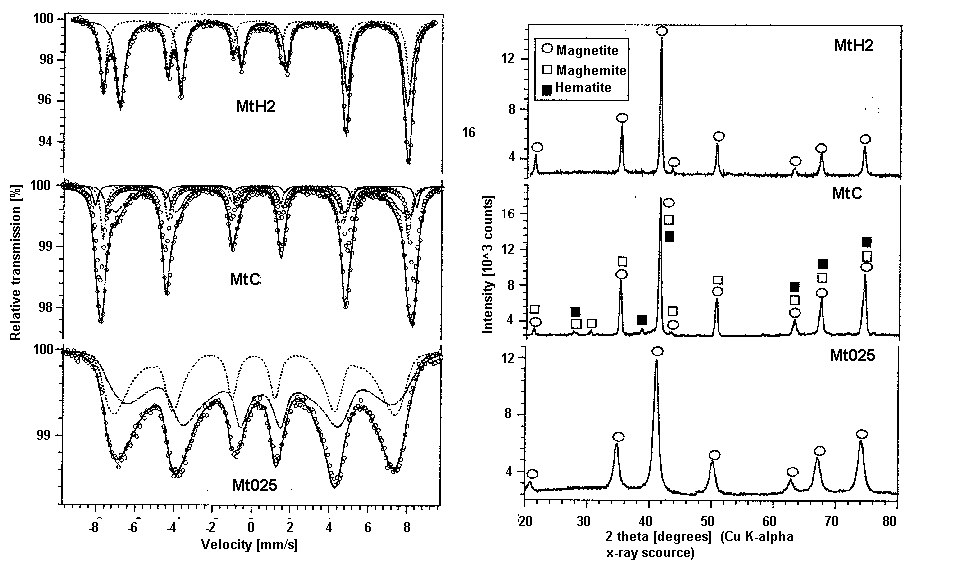 100
98
96
94
MtH2
100
99
98
MtC
100
99
Mt025
Relative transmission [%]
-8 -6 -4 -2 0 2 4 6 8
Velocity [mm/s]
16
12
8
4
Magnetite
Maghemite
Hematite
MtH2
16
12
8
4
MtC
12
8
4
Mt025
Intensity [10^3 counts]
20 30 40 50 60 70 80
2 theta [degrees] (Cu K-alpha
x-ray scource)